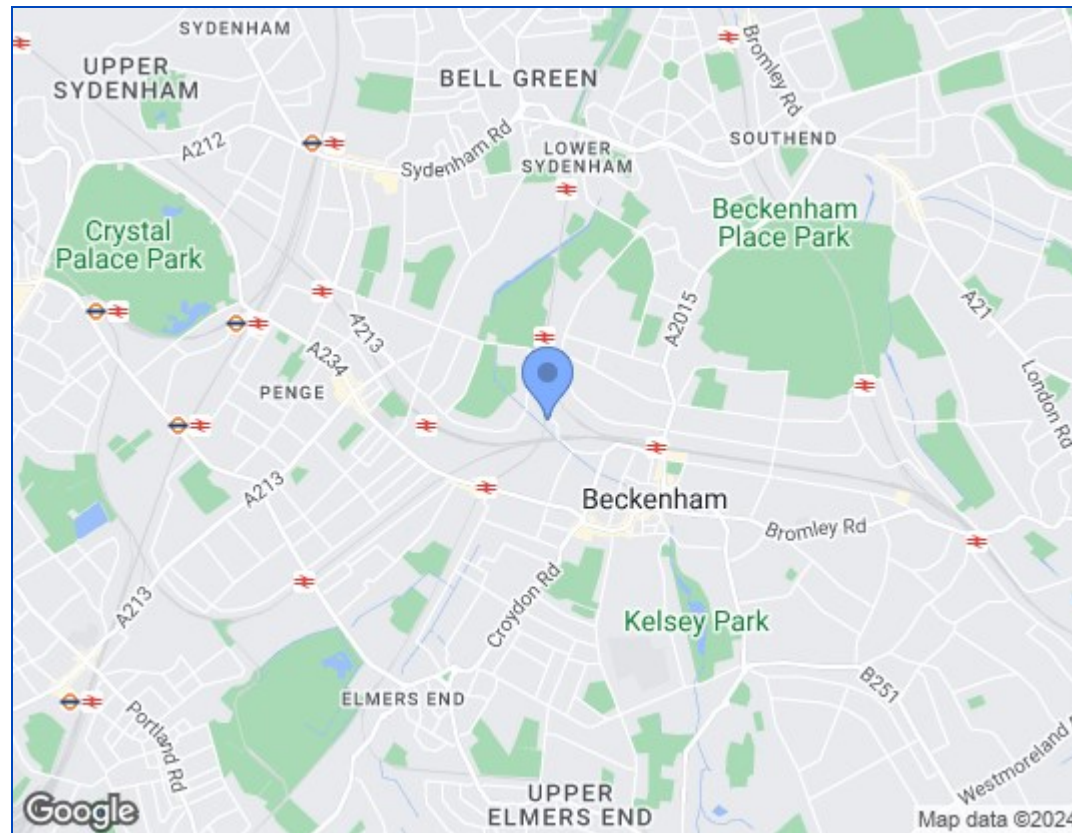 SYDENHAM
UPPER
SYDENHAM
BELL GREEN
Bromley Rd
A212
Sydenham Rd
LOWER
SYDENHAM
SOUTHEND
Crystal
Palace Park
Beckenham
Place Park
A21
A2015
A213
A234
PENGE
London Rd
A213
Beckenham
Bromley Rd
Croydon Rd
A213
Kelsey Park
B251
ELMERS END
Portland Rd
Westmoreland
UPPER
ELMERS END
Google
Map data ©2024